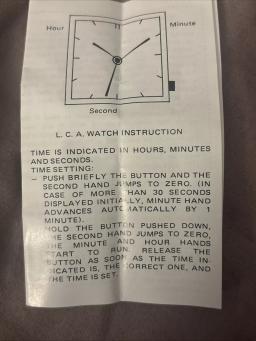 Hour
Minute
Second
L.C.A. WATCH INSTRUCTION
TIME IS INDICATED IN HOURS, MINUTES
AND SECONDS.
TIME SETTING:
– PUSH BRIEFLY THE BUTTON AND THE
SECOND HAND JUMPS TO ZERO. (IN
CASE OF MORE THAN 30 SECONDS
DISPLAYED INITIALLY, MINUTE HAND
ADVANCES AUTOMATICALLY BY 1
MINUTE).
HOLD THE BUTTON PUSHED DOWN,
THE SECOND HAND JUMPS TO ZERO,
THE MINUTE AND HOUR HANDS
START TO RUN. RELEASE THE
BUTTON AS SOON AS THE TIME IN-
DICATED IS, THE CORRECT ONE, AND
THE TIME IS SET.